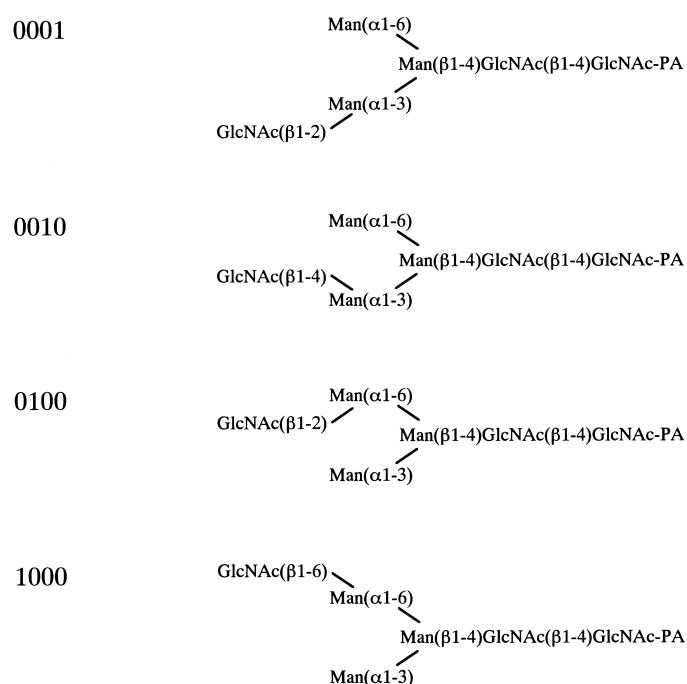 0001
Man(α1-6)
Man(β1-4)GlcNAc(β1-4)GlcNAc-PA
Man(α1-3)
GlcNAc(β1-2)
0010
Man(α1-6)
Man(β1-4)GlcNAc(β1-4)GlcNAc-PA
GlcNAc(β1-4)
Man(α1-3)
0100
Man(α1-6)
GlcNAc(β1-2)
Man(β1-4)GlcNAc(β1-4)GlcNAc-PA
Man(α1-3)
1000
GlcNAc(β1-6)
Man(α1-6)
Man(β1-4)GlcNAc(β1-4)GlcNAc-PA
Man(α1-3)